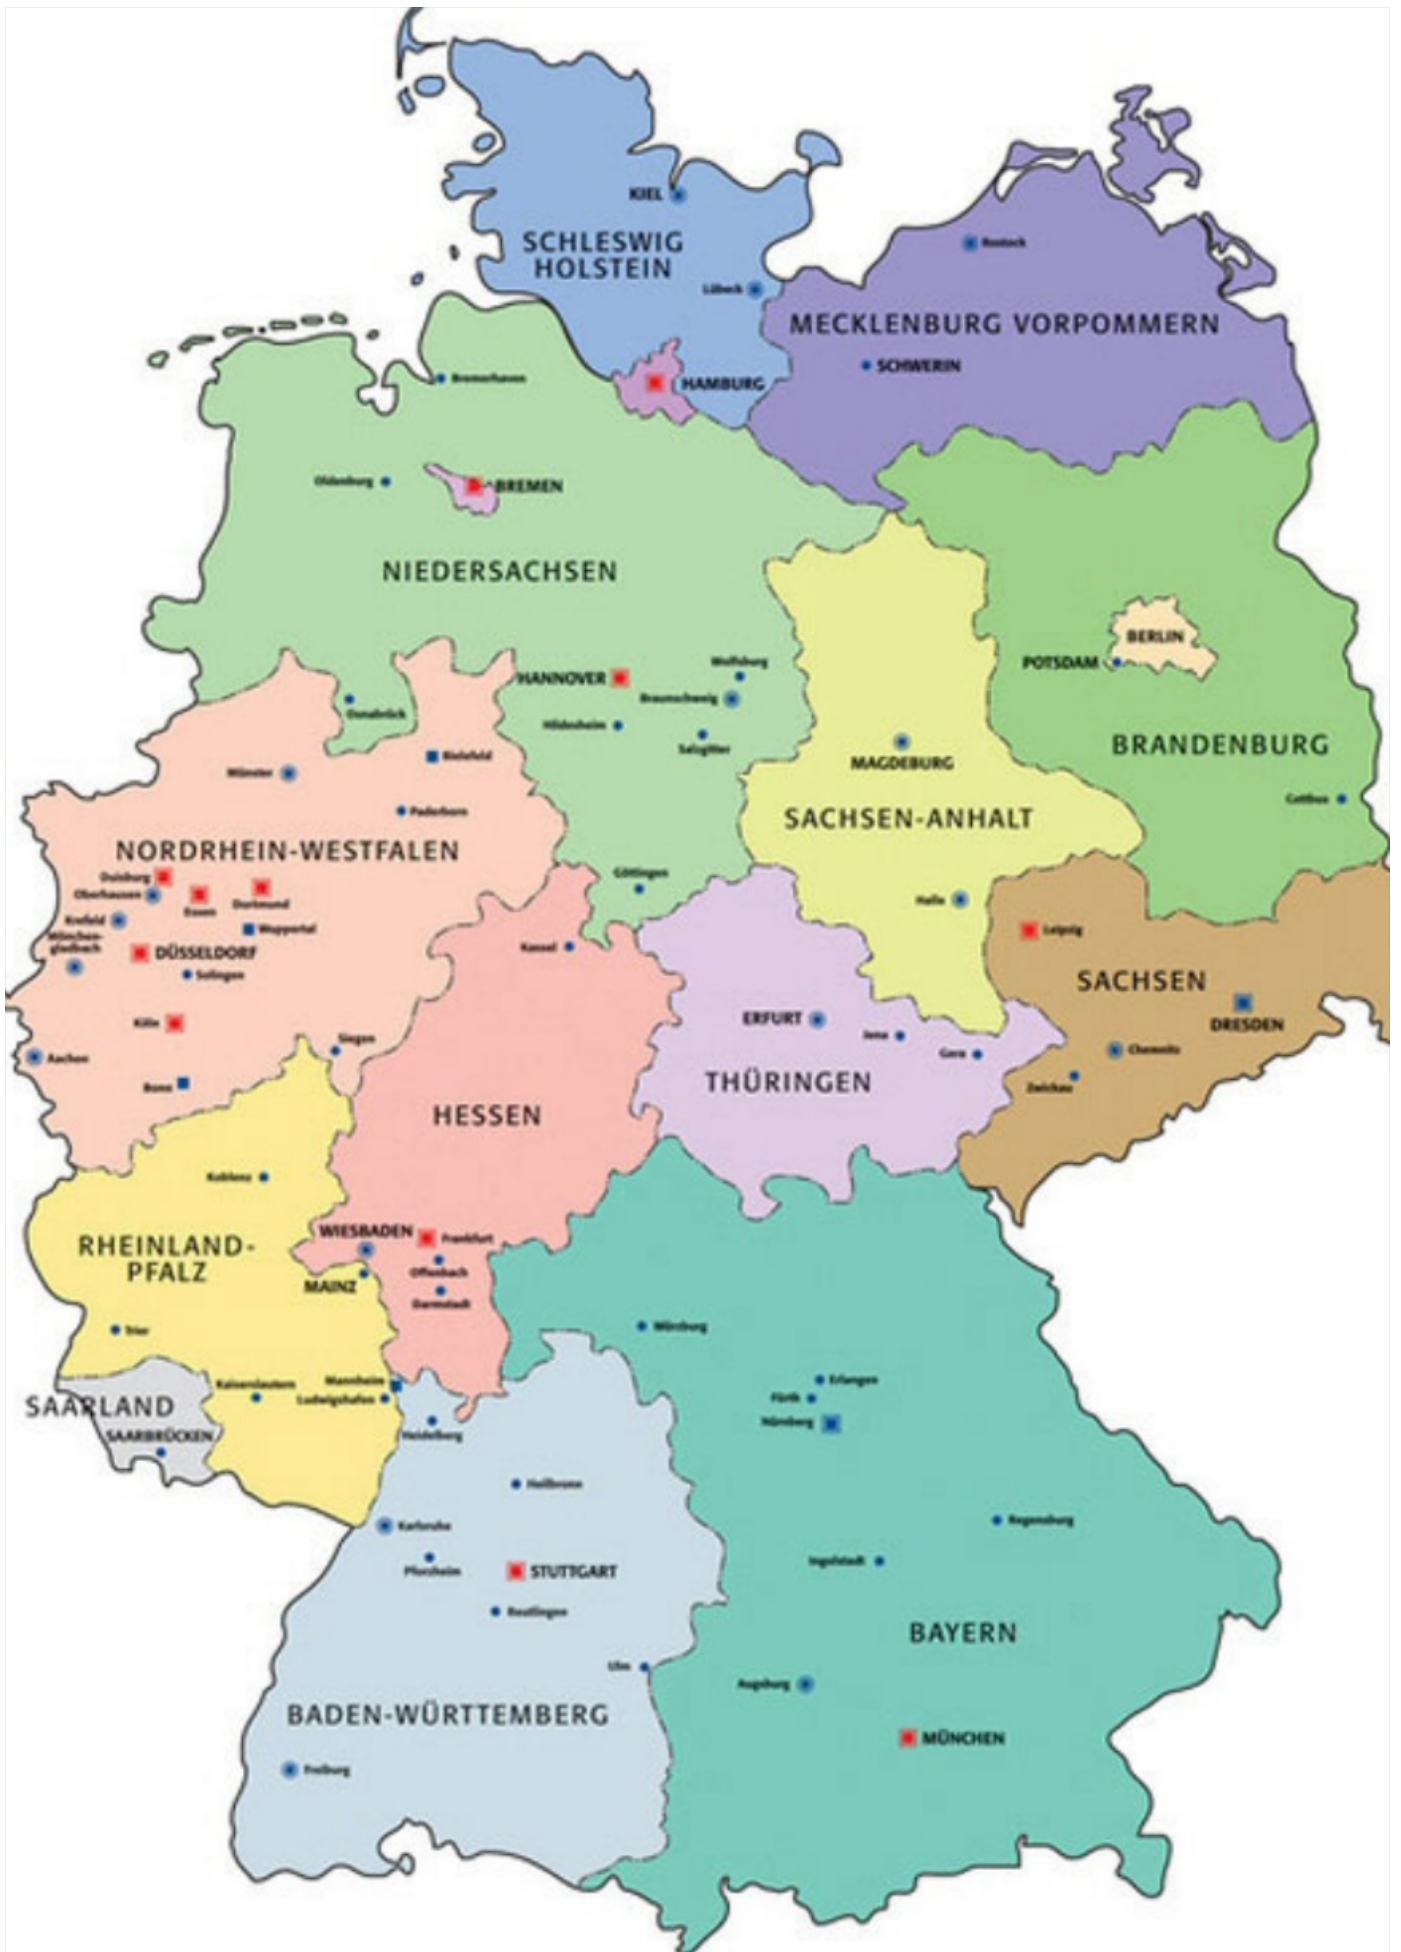 KIEL
SCHLESWIG
HOLSTEIN
Rostock
Lübeck
MECKLENBURG VORPOMMERN
SCHWERIN
Bremerhaven
HAMBURG
Oldenburg
BREMEN
NIEDERSACHSEN
BERLIN
POTSDAM
Wolfsburg
HANNOVER
Braunschweig
Osnabrück
Hildesheim
Salzgitter
BRANDENBURG
Bielefeld
MAGDEBURG
Münster
Cottbus
Paderborn
SACHSEN-ANHALT
NORDRHEIN-WESTFALEN
Duisburg
Göttingen
Oberhausen
Essen
Dortmund
Halle
Krefeld
Wuppertal
Leipzig
Mönchen-
gladbach
Kassel
DÜSSELDORF
Solingen
SACHSEN
DRESDEN
Köln
ERFURT
Jena
Siegen
Gera
Chemnitz
Aachen
THÜRINGEN
Zwickau
Bonn
HESSEN
Koblenz
WIESBADEN
Frankfurt
RHEINLAND-
PFALZ
Offenbach
MAINZ
Darmstadt
Trier
Würzburg
Kaiserslautern
Mannheim
Erlangen
Ludwigshafen
Fürth
SAARLAND
Nürnberg
SAARBRÜCKEN
Heidelberg
Heilbronn
Regensburg
Karlsruhe
Ingolstadt
Pforzheim
STUTTGART
Reutlingen
BAYERN
Ulm
Augsburg
BADEN-WÜRTTEMBERG
MÜNCHEN
Freiburg